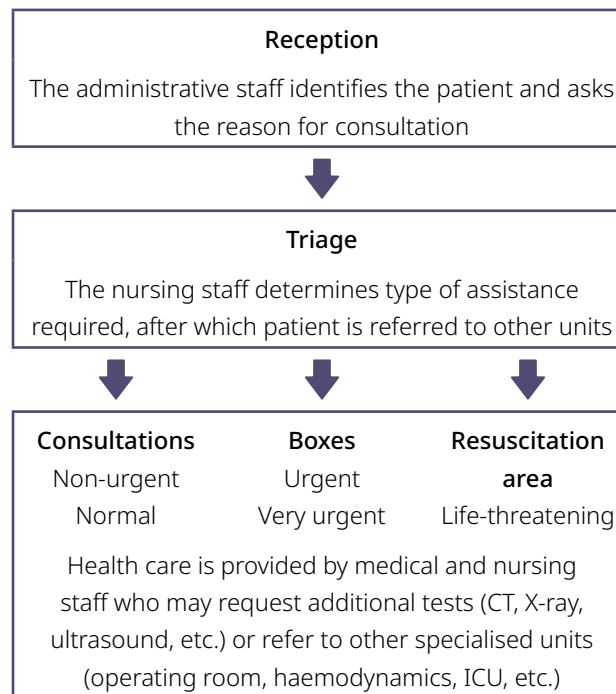 Reception
The administrative staff identifies the patient and asks
the reason for consultation
Triage
The nursing staff determines type of assistance
required, after which patient is referred to other units
Consultations
Non-urgent
Normal
Boxes
Urgent
Very urgent
Resuscitation
area
Life-threatening
Health care is provided by medical and nursing
staff who may request additional tests (CT, X-ray,
ultrasound, etc.) or refer to other specialised units
(operating room, haemodynamics, ICU, etc.)